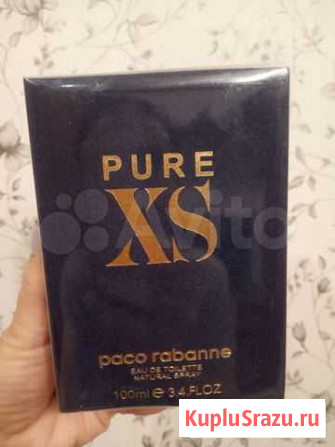 PURE
XS
Avito
paco rabanne
EAU DE TOILETTE
NATURAL SPRAY
100ml e 3.4.FL.OZ
KupluSrazu.ru